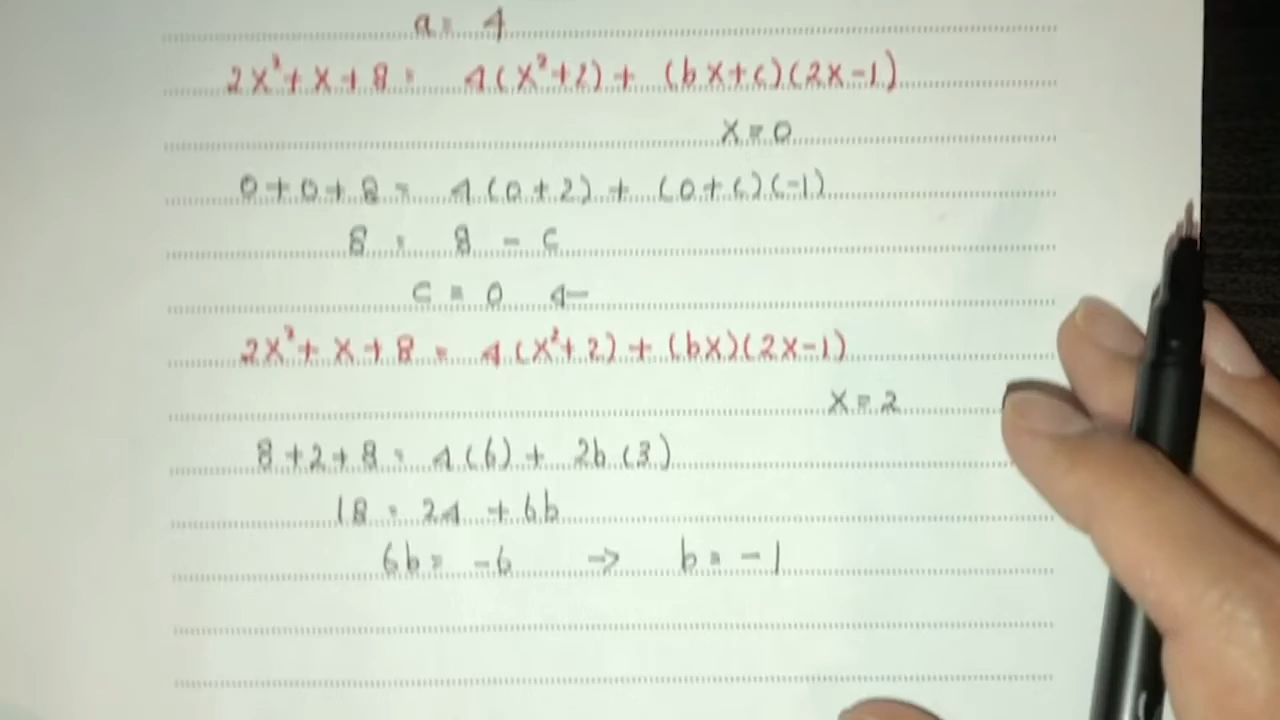 a = 4
2x² + x + 8 = 4(x² + 2) + (bx + c)(2x - 1)
x = 0
0 + 0 + 8 = 4(0 + 2) + (0 + c)(-1)
8 = 8 - c
c = 0 ←
2x² + x + 8 = 4(x² + 2) + (bx)(2x - 1)
x = 2
8 + 2 + 8 = 4(6) + 2b(3)
18 = 24 + 6b
6b = -6 → b = -1